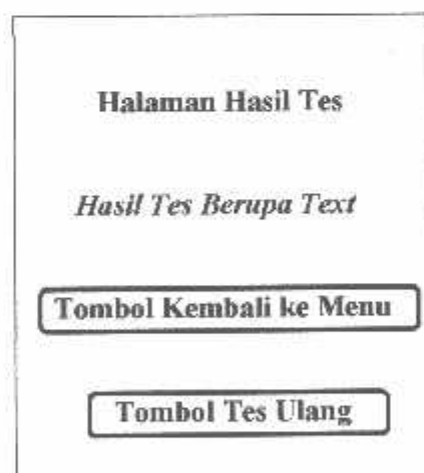 Halaman Hasil Tes
Hasil Tes Berupa Text
Tombol Kembali ke Menu
Tombol Tes Ulang